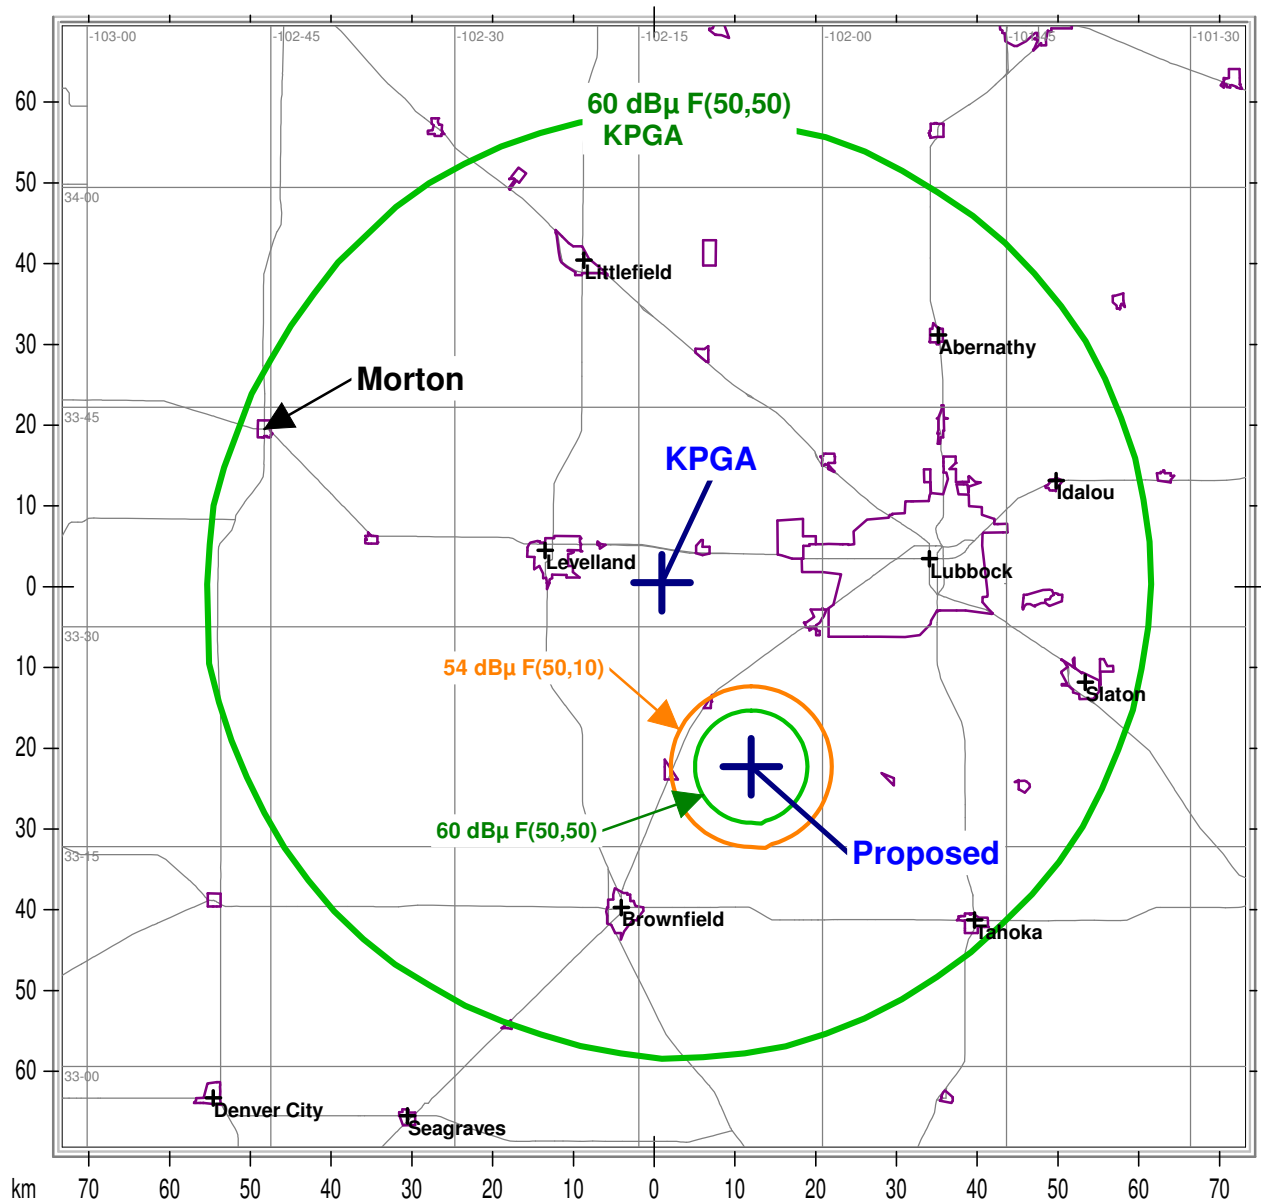 -103-00
-102-45
-102-30
-102-15
-102-00
-101-45
-101-30
60 dBµ F(50,50)
KPGA
60
50
34-00
40
Littlefield
30
Abernathy
Morton
33-45
20
KPGA
Idalou
10
Levelland
Lubbock
0
33-30
54 dBµ F(50,10)
10
Slaton
20
60 dBµ F(50,50)
30
Proposed
33-15
40
Brownfield
Tahoka
50
60
33-00
Denver City
Seagraves
km 70 60 50 40 30 20 10 0 10 20 30 40 50 60 70